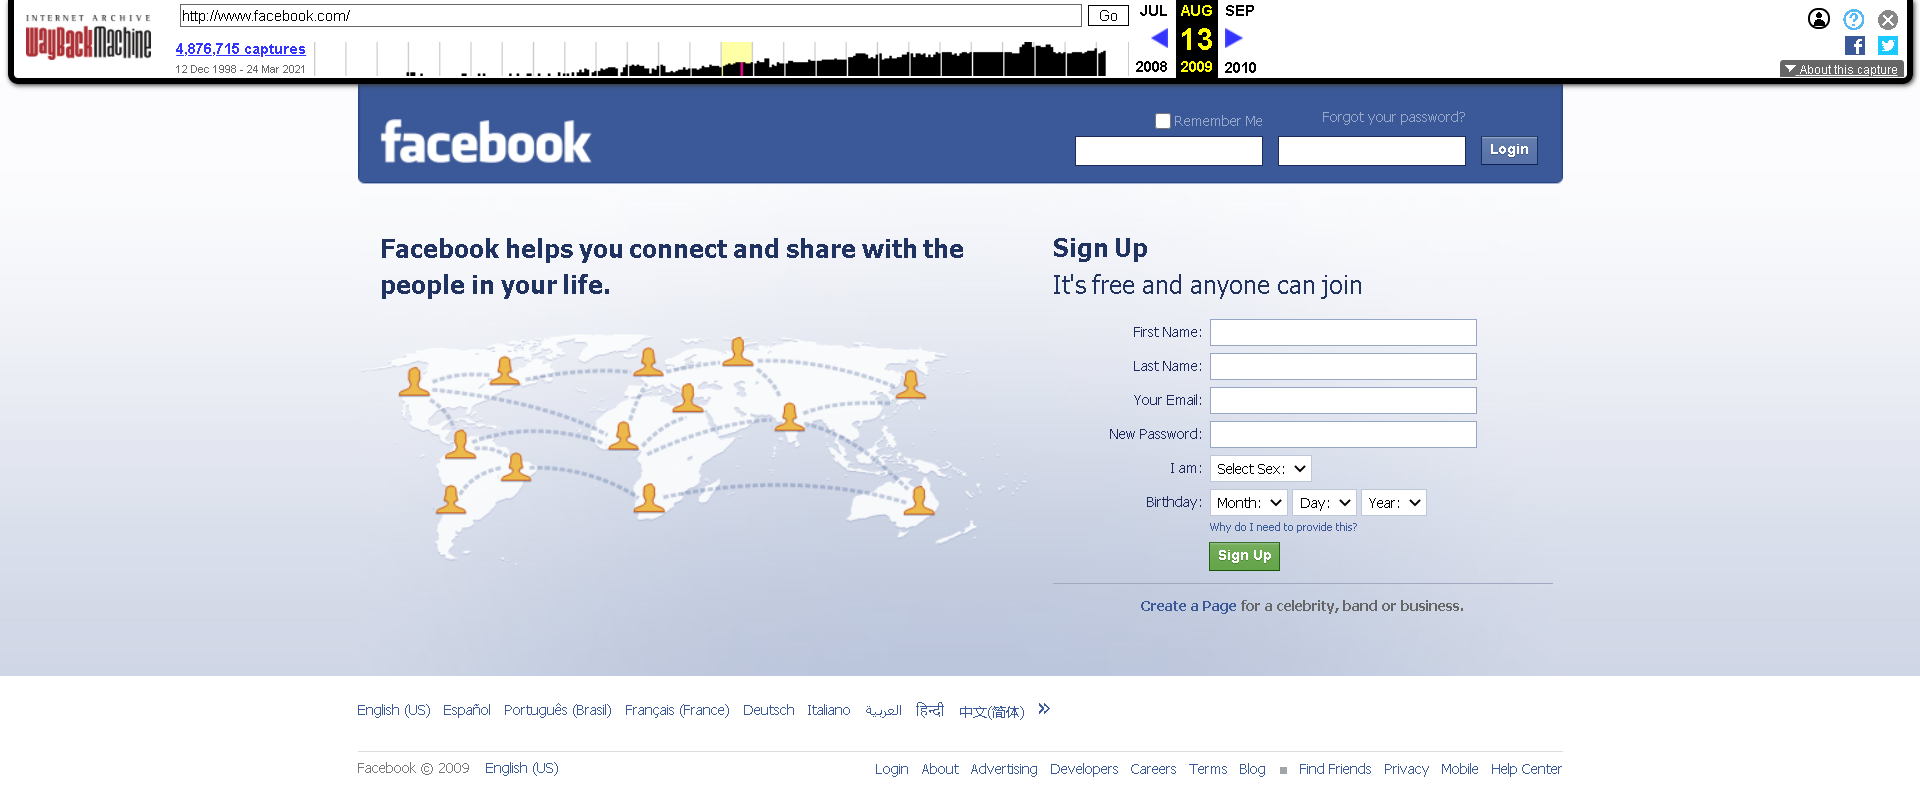 INTERNET ARCHIVE
WayBackMachine
http://www.facebook.com/
Go
4,876,715 captures
12 Dec 1998 - 24 Mar 2021
JUL AUG SEP
13
2008 2009 2010
About this capture
facebook
Remember Me
Forgot your password?
Login
Facebook helps you connect and share with the
people in your life.
Sign Up
It's free and anyone can join
First Name:
Last Name:
Your Email:
New Password:
I am: Select Sex:
Birthday: Month: Day: Year:
Why do I need to provide this?
Sign Up
Create a Page for a celebrity, band or business.
English (US) Español Português (Brasil) Français (France) Deutsch Italiano العربية हिन्दी 中文(简体) »
Facebook © 2009 English (US)
Login About Advertising Developers Careers Terms Blog ■ Find Friends Privacy Mobile Help Center